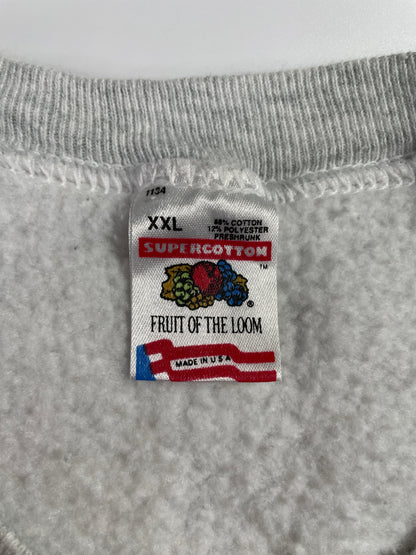 1134
XXL
88% COTTON
12% POLYESTER
PRESHRUNK
SUPERCOTTON
™
®
FRUIT OF THE LOOM
MADE IN U.S.A